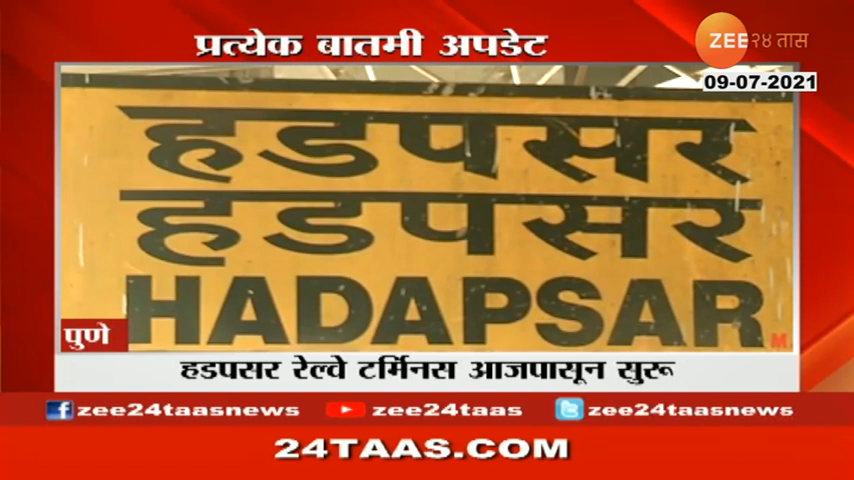 प्रत्येक बातमी अपडेट
ZEE २४ तास
09-07-2021
हडपसर
हडपसर
HADAPSAR
M
पुणे
हडपसर रेल्वे टर्मिनस आजपासून सुरू
zee24taasnews zee24taas zee24taasnews
24TAAS.COM